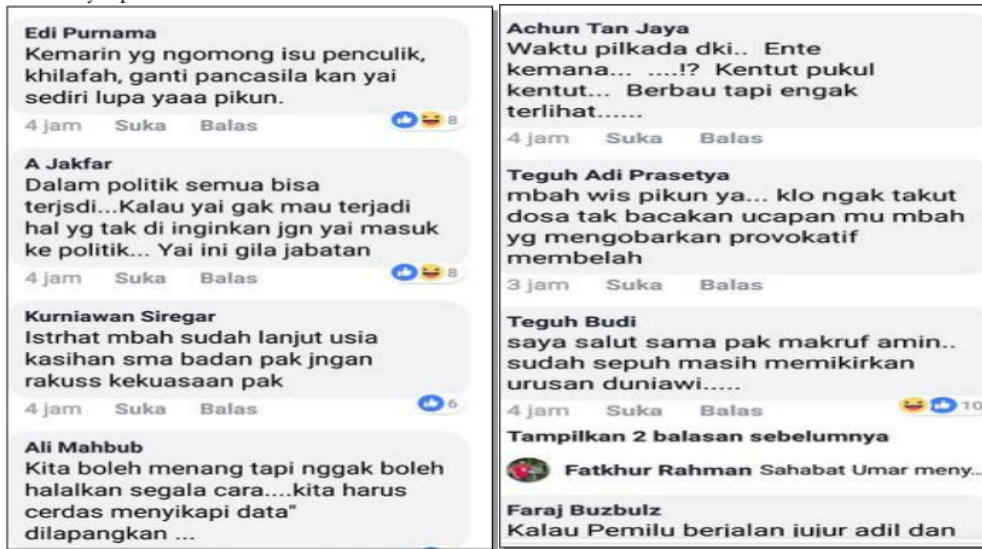 Edi Purnama
Kemarin yg ngomong isu penculik,
khilafah, ganti pancasila kan yai
sediri lupa yaaa pikun.
4 jam Suka Balas 8
A Jakfar
Dalam politik semua bisa
terjsdi...Kalau yai gak mau terjadi
hal yg tak di inginkan jgn yai masuk
ke politik... Yai ini gila jabatan
4 jam Suka Balas 8
Kurniawan Siregar
Istrhat mbah sudah lanjut usia
kasihan sma badan pak jngan
rakuss kekuasaan pak
4 jam Suka Balas 6
Ali Mahbub
Kita boleh menang tapi nggak boleh
halalkan segala cara....kita harus
cerdas menyikapi data"
dilapangkan ...
Achun Tan Jaya
Waktu pilkada dki.. Ente
kemana... ....!? Kentut pukul
kentut... Berbau tapi engak
terlihat......
4 jam Suka Balas
Teguh Adi Prasetya
mbah wis pikun ya... klo ngak takut
dosa tak bacakan ucapan mu mbah
yg mengobarkan provokatif
membelah
3 jam Suka Balas
Teguh Budi
saya salut sama pak makruf amin..
sudah sepuh masih memikirkan
urusan duniawi.....
4 jam Suka Balas 10
Tampilkan 2 balasan sebelumnya
Fatkhur Rahman Sahabat Umar meny...
Faraj Buzbulz
Kalau Pemilu berjalan jujur adil dan